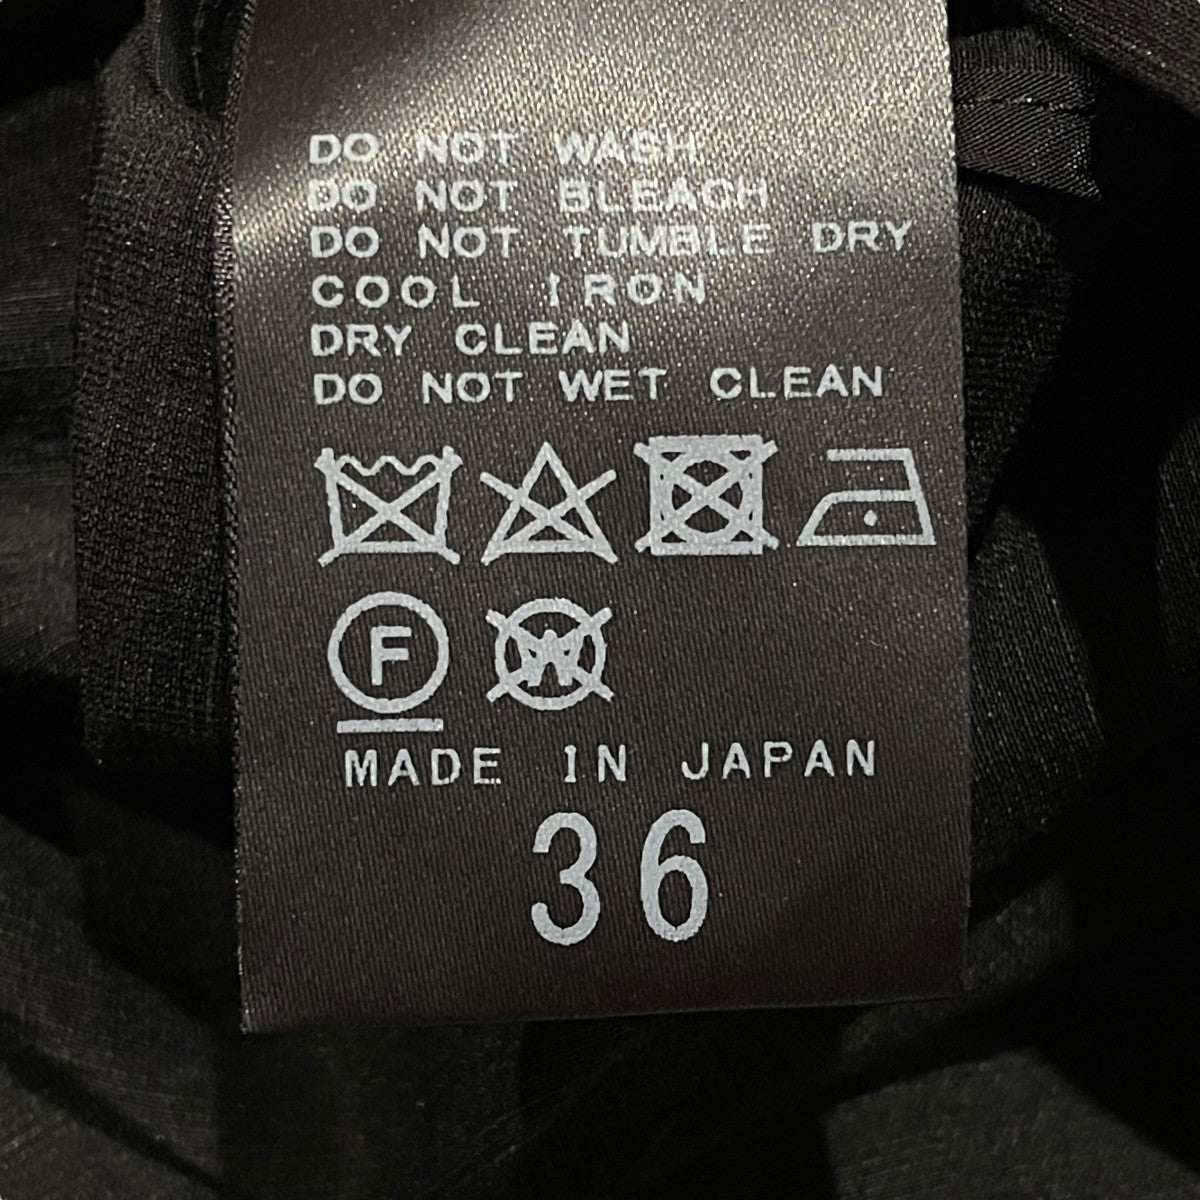 DO NOT WASH
DO NOT BLEACH
DO NOT TUMBLE DRY
COOL IRON
DRY CLEAN
DO NOT WET CLEAN
F W
MADE IN JAPAN
36